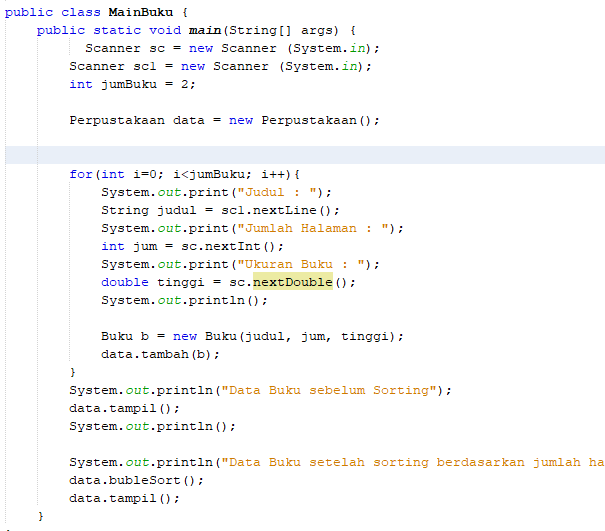 public class MainBuku {
    public static void main(String[] args) {
          Scanner sc = new Scanner (System.in);
        Scanner sc1 = new Scanner (System.in);
        int jumBuku = 2;

        Perpustakaan data = new Perpustakaan();

        for(int i=0; i<jumBuku; i++){
            System.out.print("Judul : ");
            String judul = sc1.nextLine();
            System.out.print("Jumlah Halaman : ");
            int jum = sc.nextInt();
            System.out.print("Ukuran Buku : ");
            double tinggi = sc.nextDouble();
            System.out.println();

            Buku b = new Buku(judul, jum, tinggi);
            data.tambah(b);
        }
        System.out.println("Data Buku sebelum Sorting");
        data.tampil();
        System.out.println();

        System.out.println("Data Buku setelah sorting berdasarkan jumlah ha
        data.bubleSort();
        data.tampil();
    }